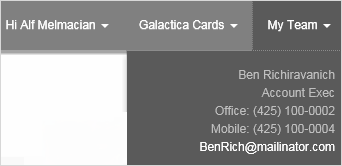 Hi Alf Melmacian Galactica Cards My Team
Ben Richiravanich
Account Exec
Office: (425) 100-0002
Mobile: (425) 100-0004
BenRich@mailinator.com